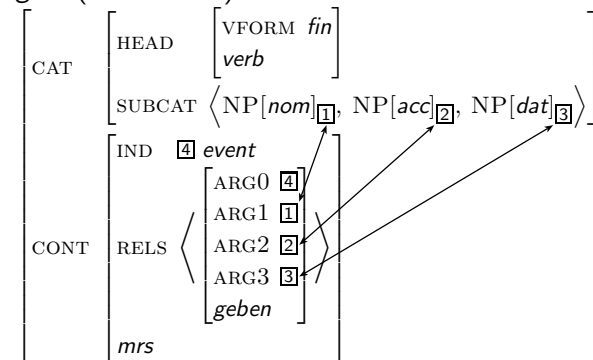 CAT
HEAD
VFORM fin
verb
SUBCAT ⟨NP[nom]1, NP[acc]2, NP[dat]3⟩
CONT
IND 4 event
RELS
ARG0 4
ARG1 1
ARG2 2
ARG3 3
geben
mrs